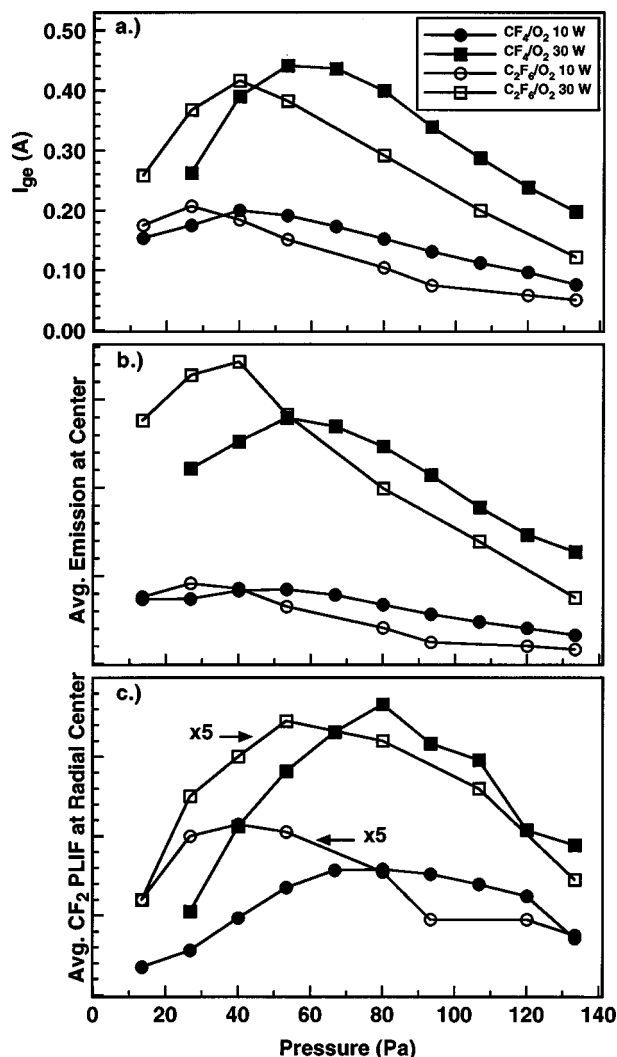 a.)
CF4/O2 10 W
CF4/O2 30 W
C2F6/O2 10 W
C2F6/O2 30 W
0.50
0.40
0.30
0.20
0.10
0.00
Ige (A)
b.)
Avg. Emission at Center
c.)
x5
x5
Avg. CF2 PLIF at Radial Center
0 20 40 60 80 100 120 140
Pressure (Pa)